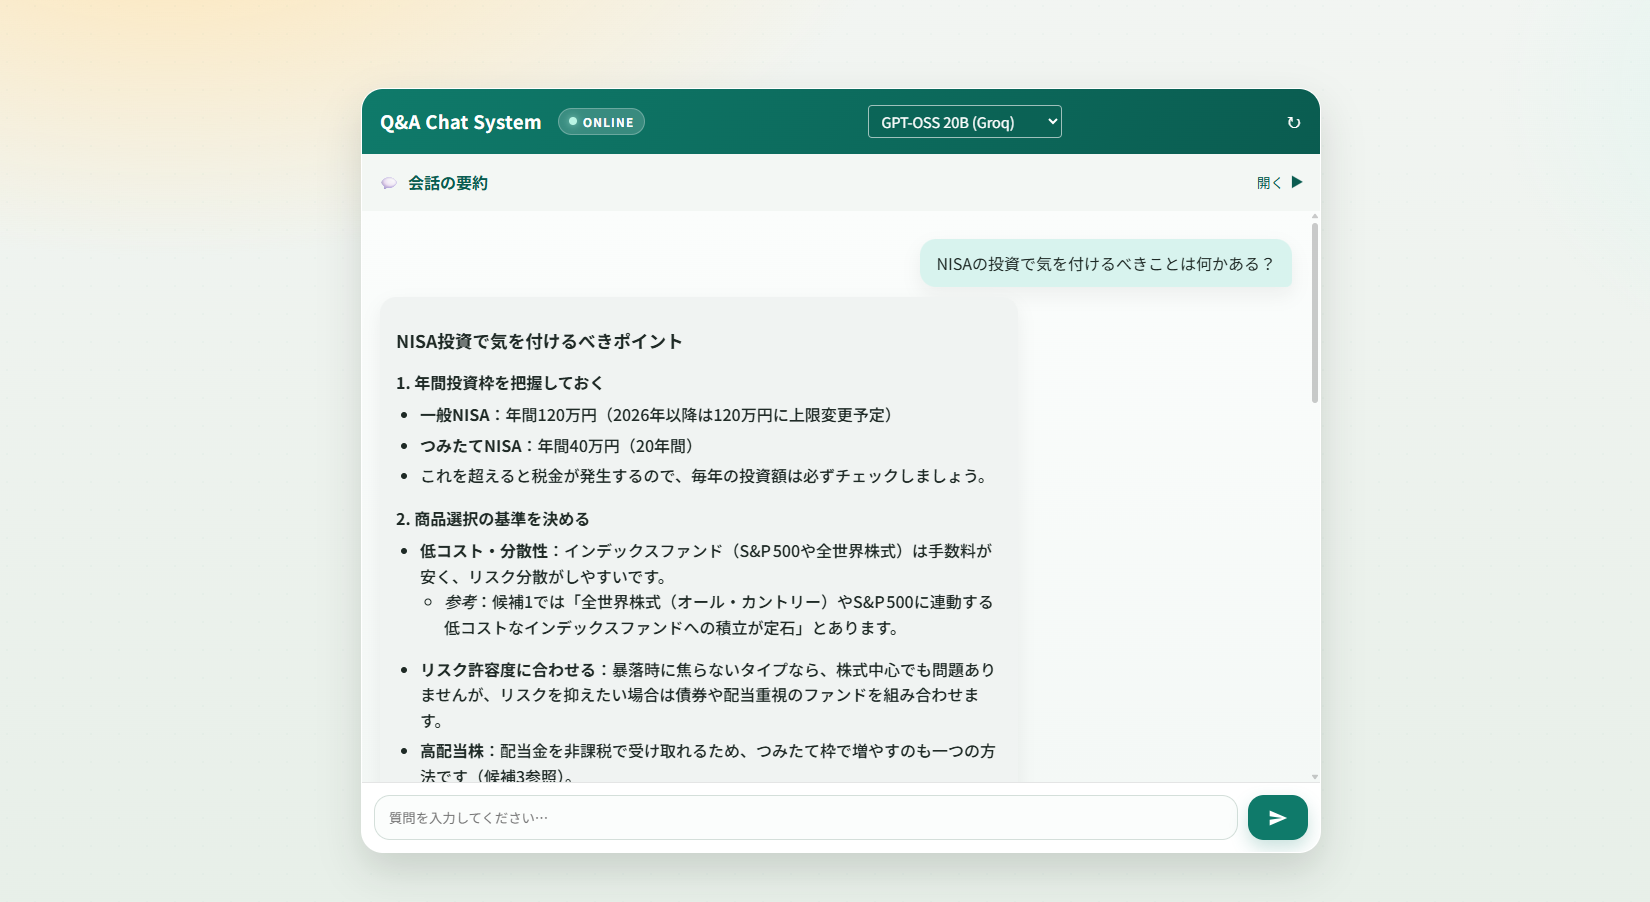 Q&A Chat System
ONLINE
GPT-OSS 20B (Groq)
会話の要約
開く ▶
NISAの投資で気を付けるべきことは何かある？
NISA投資で気を付けるべきポイント
1. 年間投資枠を把握しておく
• 一般NISA：年間120万円（2026年以降は120万円に上限変更予定）
• つみたてNISA：年間40万円（20年間）
• これを超えると税金が発生するので、毎年の投資額は必ずチェックしましょう。
2. 商品選択の基準を決める
• 低コスト・分散性：インデックスファンド（S&P 500や全世界株式）は手数料が
安く、リスク分散がしやすいです。
◦ 参考：候補1では「全世界株式（オール・カントリー）やS&P 500に連動する
低コストなインデックスファンドへの積立が定石」とあります。
• リスク許容度に合わせる：暴落時に焦らないタイプなら、株式中心でも問題あり
ませんが、リスクを抑えたい場合は債券や配当重視のファンドを組み合わせま
す。
• 高配当株：配当金を非課税で受け取れるため、つみたて枠で増やすのも一つの方
法です（候補3参照）。
質問を入力してください…